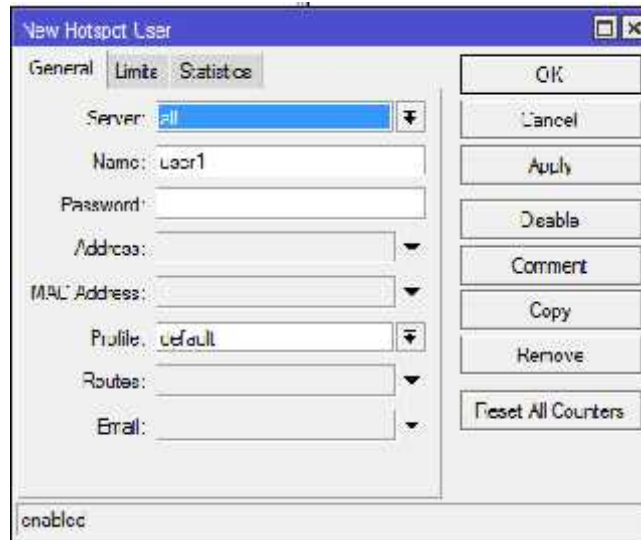 New Hotspot User
General Limits Statistics
Server: all
Name: user1
Password:
Address:
MAC Address:
Profile: default
Routes:
Email:
OK
Cancel
Apply
Disable
Comment
Copy
Remove
Reset All Counters
enabled